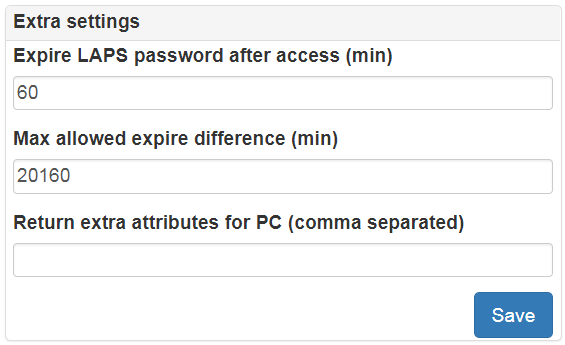 Extra settings
Expire LAPS password after access (min)
60
Max allowed expire difference (min)
20160
Return extra attributes for PC (comma separated)
Save